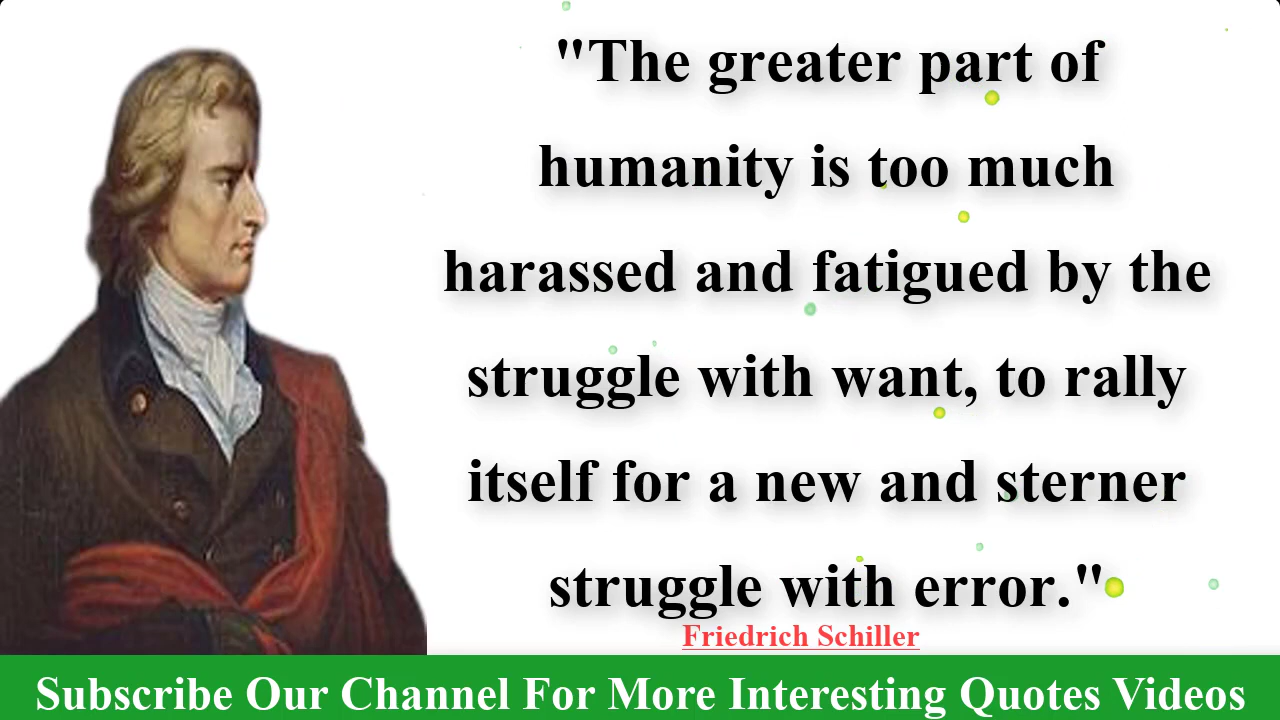 "The greater part of
humanity is too much
harassed and fatigued by the
struggle with want, to rally
itself for a new and sterner
struggle with error."
Friedrich Schiller
Subscribe Our Channel For More Interesting Quotes Videos